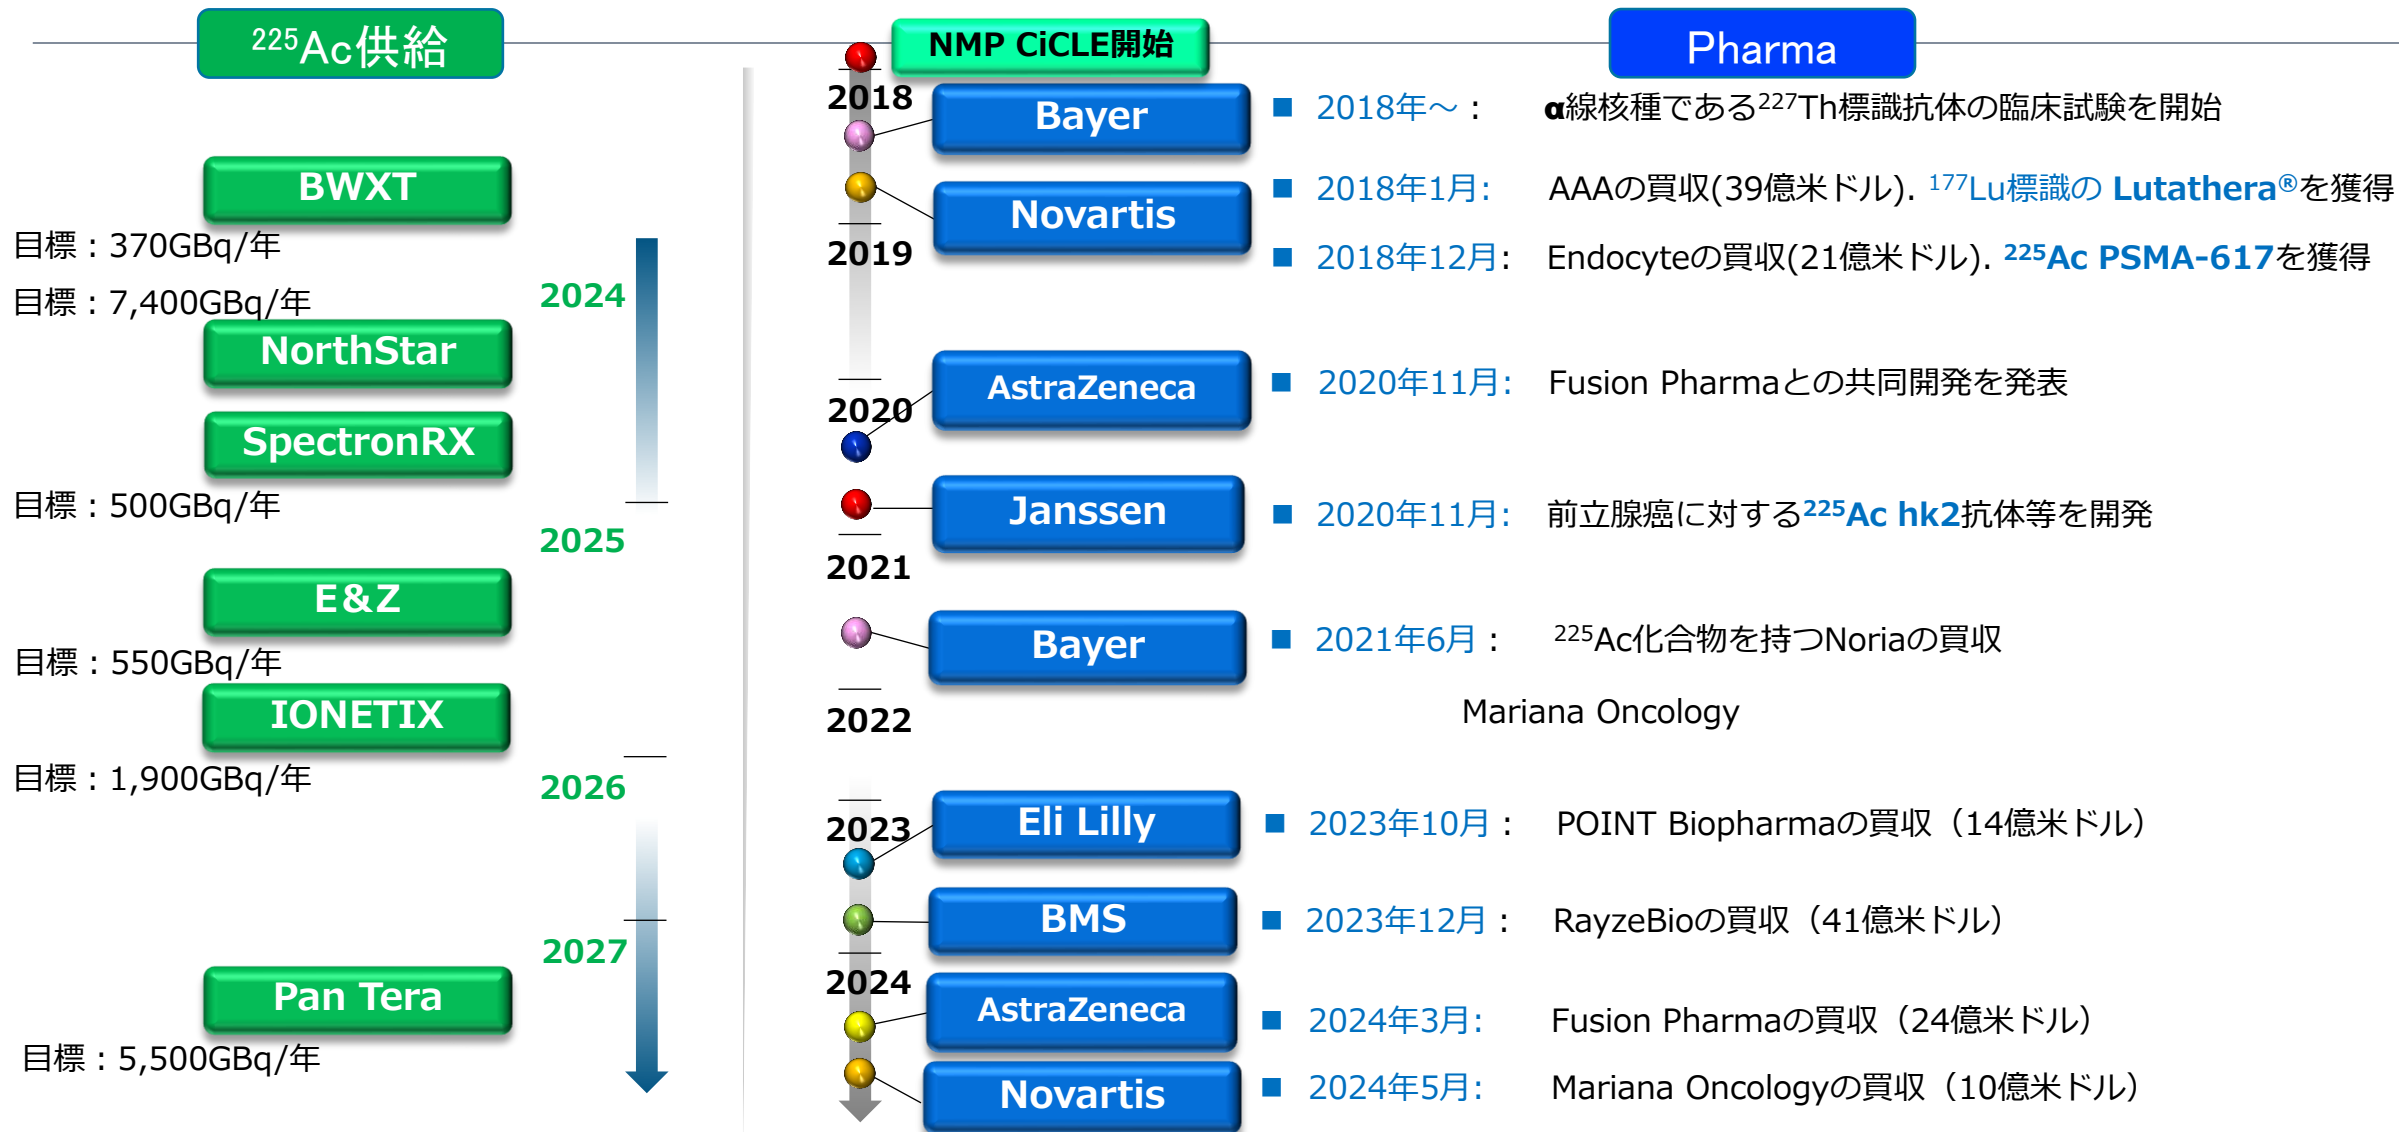 ²²⁵Ac供給
BWXT
目標：370GBq/年
目標：7,400GBq/年
2024
NorthStar
SpectronRX
目標：500GBq/年
2025
E&Z
目標：550GBq/年
IONETIX
目標：1,900GBq/年
2026
2027
Pan Tera
目標：5,500GBq/年
NMP CiCLE開始
Pharma
2018
Bayer
■ 2018年～： α線核種である²²⁷Th標識抗体の臨床試験を開始
Novartis
■ 2018年1月: AAAの買収(39億米ドル). ¹⁷⁷Lu標識の Lutathera®を獲得
2019
■ 2018年12月: Endocyteの買収(21億米ドル). ²²⁵Ac PSMA-617を獲得
AstraZeneca
■ 2020年11月: Fusion Pharmaとの共同開発を発表
2020
Janssen
■ 2020年11月: 前立腺癌に対する²²⁵Ac hk2抗体等を開発
2021
Bayer
■ 2021年6月： ²²⁵Ac化合物を持つNoriaの買収
2022
Mariana Oncology
2023
Eli Lilly
■ 2023年10月： POINT Biopharmaの買収（14億米ドル）
BMS
■ 2023年12月： RayzeBioの買収（41億米ドル）
2024
AstraZeneca
■ 2024年3月: Fusion Pharmaの買収（24億米ドル）
Novartis
■ 2024年5月: Mariana Oncologyの買収（10億米ドル）